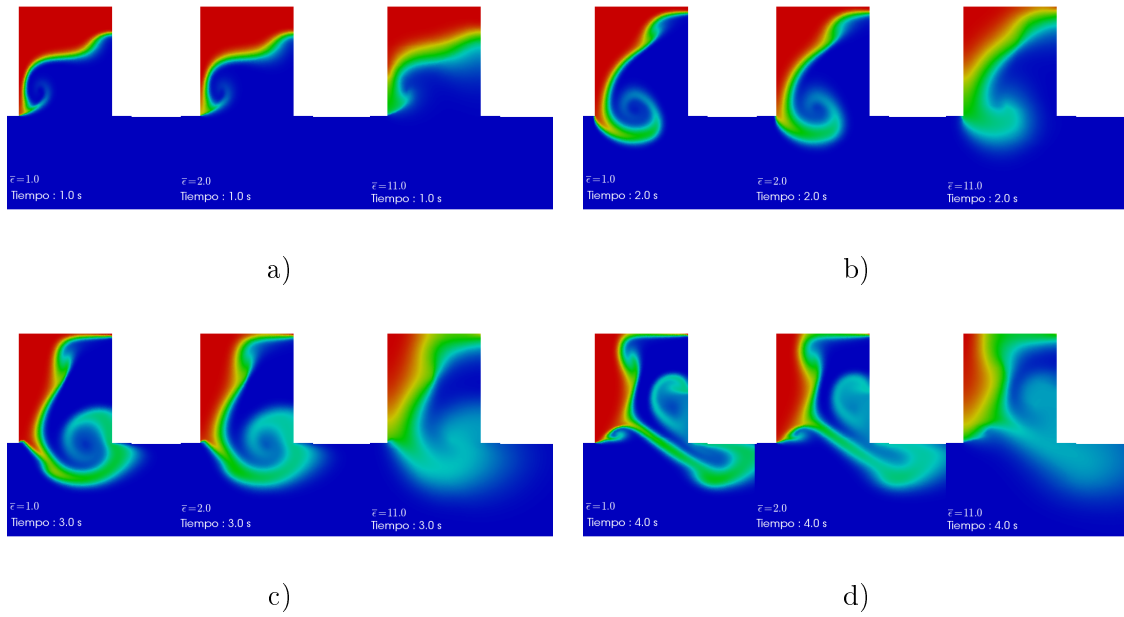 ε̅=1.0 ε̅=2.0 ε̅=11.0
Tiempo : 1.0 s Tiempo : 1.0 s Tiempo : 1.0 s
a)
ε̅=1.0 ε̅=2.0 ε̅=11.0
Tiempo : 2.0 s Tiempo : 2.0 s Tiempo : 2.0 s
b)
ε̅=1.0 ε̅=2.0 ε̅=11.0
Tiempo : 3.0 s Tiempo : 3.0 s Tiempo : 3.0 s
c)
ε̅=1.0 ε̅=2.0 ε̅=11.0
Tiempo : 4.0 s Tiempo : 4.0 s Tiempo : 4.0 s
d)